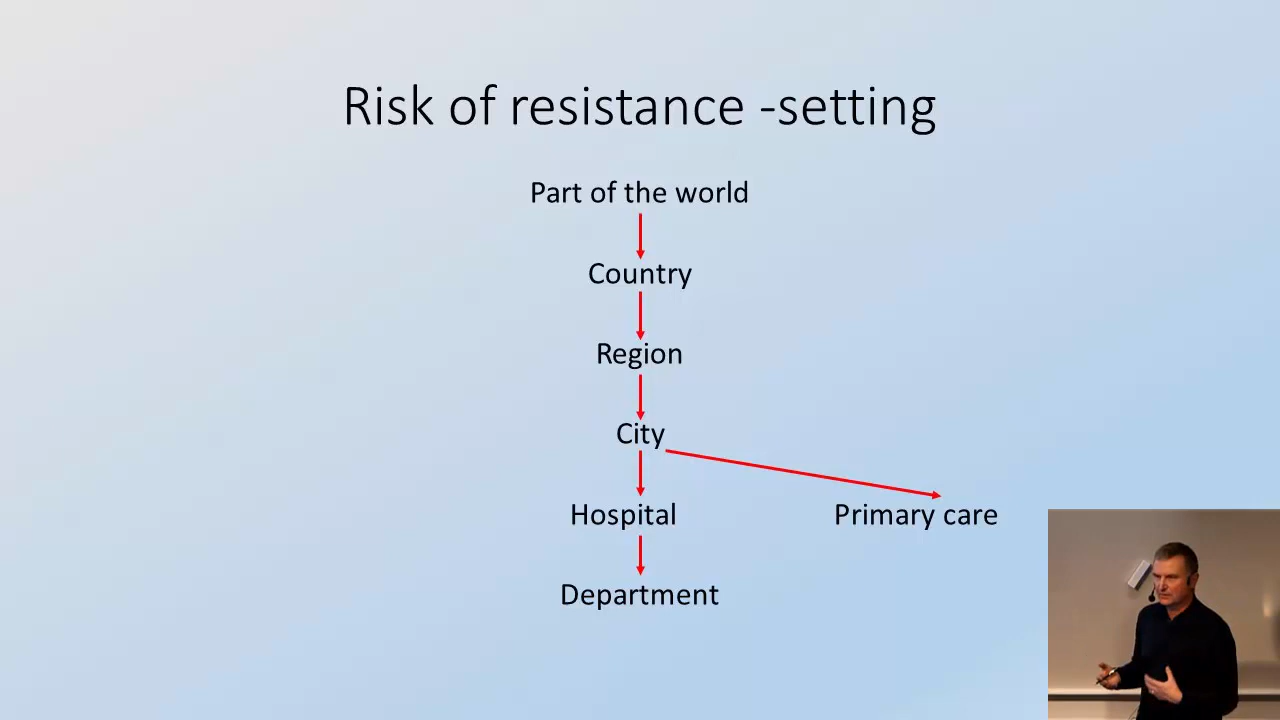 Risk of resistance -setting
Part of the world
Country
Region
City
Hospital
Primary care
Department